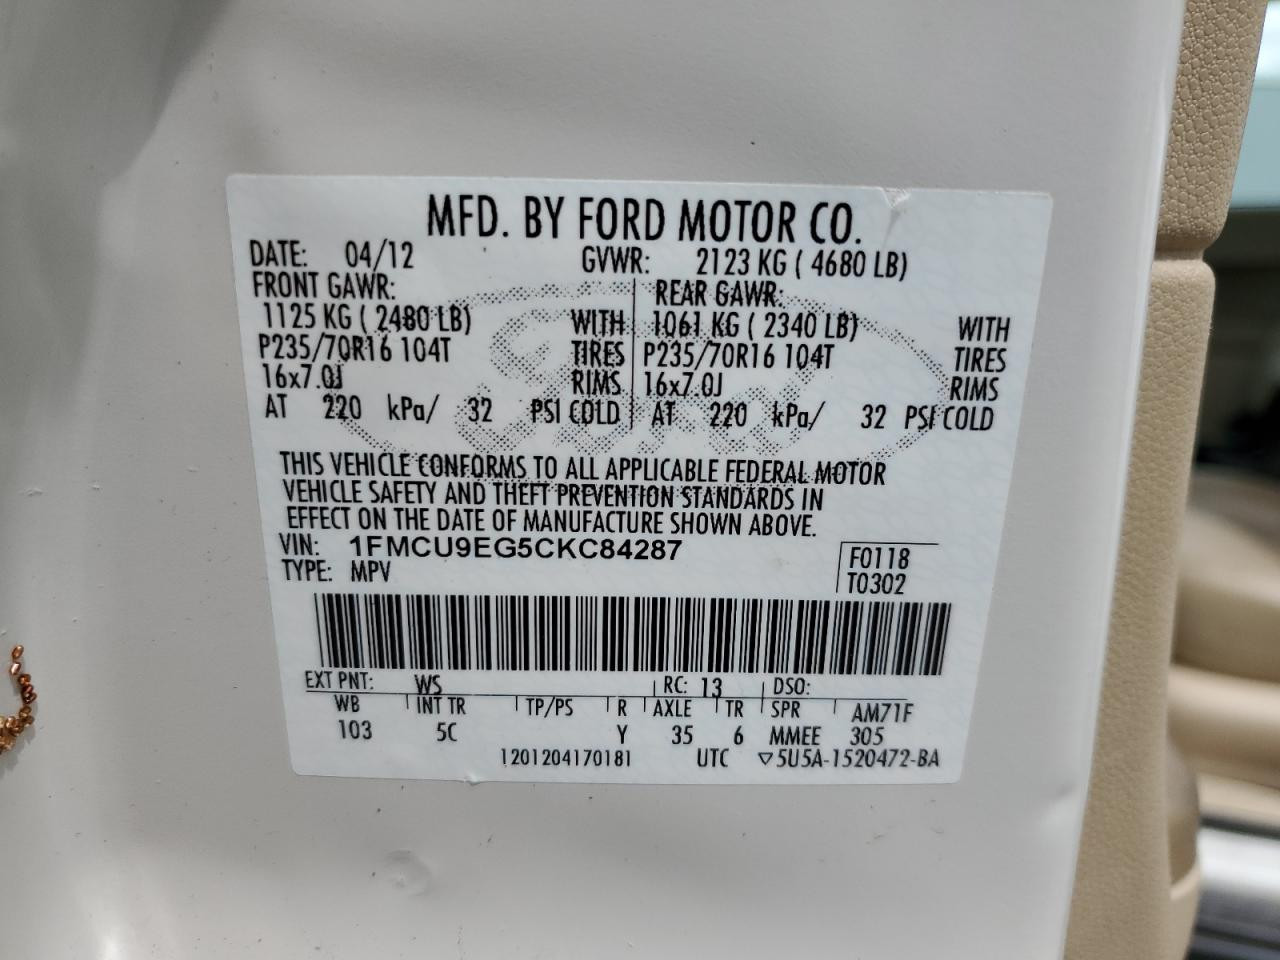 MFD. BY FORD MOTOR CO.
DATE: 04/12 GVWR: 2123 KG ( 4680 LB)
FRONT GAWR: REAR GAWR:
1125 KG ( 2480 LB) WITH 1061 KG ( 2340 LB) WITH
P235/70R16 104T TIRES P235/70R16 104T TIRES
16x7.0J RIMS 16x7.0J RIMS
AT 220 kPa/ 32 PSI COLD AT 220 kPa/ 32 PSI COLD
THIS VEHICLE CONFORMS TO ALL APPLICABLE FEDERAL MOTOR
VEHICLE SAFETY AND THEFT PREVENTION STANDARDS IN
EFFECT ON THE DATE OF MANUFACTURE SHOWN ABOVE.
VIN: 1FMCU9EG5CKC84287 F0118
TYPE: MPV T0302
EXT PNT: WS RC: 13 DSO:
WB INT TR TP/PS R AXLE TR SPR AM71F
103 5C Y 35 6 MMEE 305
1201204170181 UTC ▽5U5A-1520472-BA
Ford